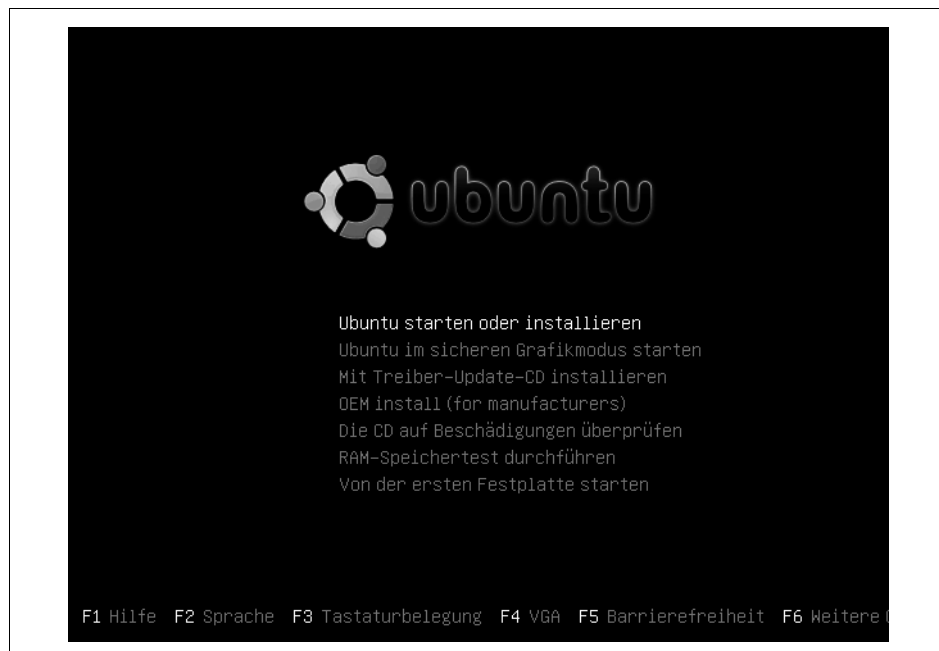 ubuntu
Ubuntu starten oder installieren
Ubuntu im sicheren Grafikmodus starten
Mit Treiber-Update-CD installieren
OEM install (for manufacturers)
Die CD auf Beschädigungen überprüfen
RAM-Speichertest durchführen
Von der ersten Festplatte starten
F1 Hilfe F2 Sprache F3 Tastaturbelegung F4 VGA F5 Barrierefreiheit F6 Weitere